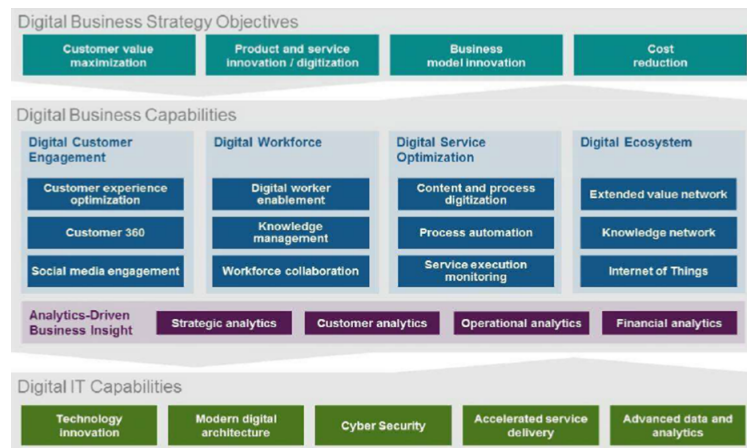 Digital Business Strategy Objectives
Customer value
maximization
Product and service
innovation / digitization
Business
model innovation
Cost
reduction
Digital Business Capabilities
Digital Customer
Engagement
Customer experience
optimization
Customer 360
Social media engagement
Digital Workforce
Digital worker
enablement
Knowledge
management
Workforce collaboration
Digital Service
Optimization
Content and process
digitization
Process automation
Service execution
monitoring
Digital Ecosystem
Extended value network
Knowledge network
Internet of Things
Analytics-Driven
Business Insight
Strategic analytics
Customer analytics
Operational analytics
Financial analytics
Digital IT Capabilities
Technology
innovation
Modern digital
architecture
Cyber Security
Accelerated service
delivery
Advanced data and
analytics